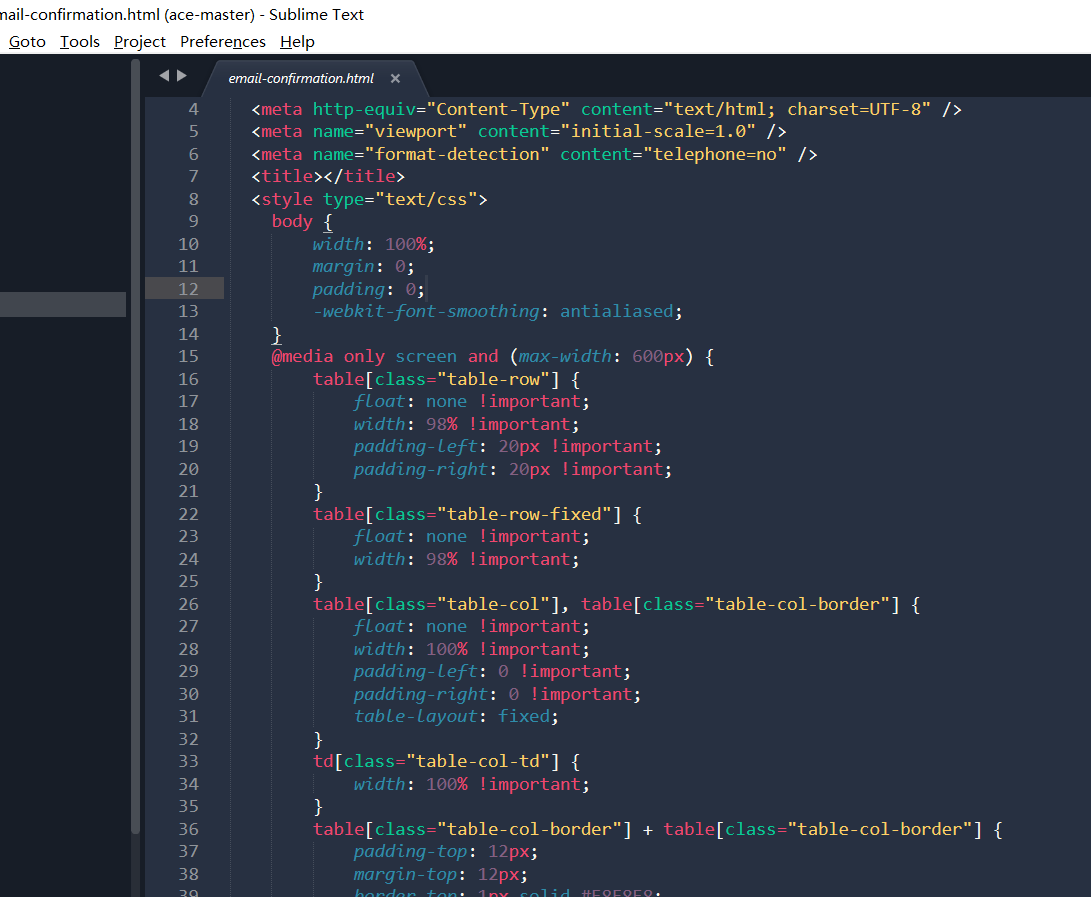 mail-confirmation.html (ace-master) - Sublime Text
Goto Tools Project Preferences Help
email-confirmation.html ×
4 <meta http-equiv="Content-Type" content="text/html; charset=UTF-8" />
5 <meta name="viewport" content="initial-scale=1.0" />
6 <meta name="format-detection" content="telephone=no" />
7 <title></title>
8 <style type="text/css">
9 body {
10 width: 100%;
11 margin: 0;
12 padding: 0;
13 -webkit-font-smoothing: antialiased;
14 }
15 @media only screen and (max-width: 600px) {
16 table[class="table-row"] {
17 float: none !important;
18 width: 98% !important;
19 padding-left: 20px !important;
20 padding-right: 20px !important;
21 }
22 table[class="table-row-fixed"] {
23 float: none !important;
24 width: 98% !important;
25 }
26 table[class="table-col"], table[class="table-col-border"] {
27 float: none !important;
28 width: 100% !important;
29 padding-left: 0 !important;
30 padding-right: 0 !important;
31 table-layout: fixed;
32 }
33 td[class="table-col-td"] {
34 width: 100% !important;
35 }
36 table[class="table-col-border"] + table[class="table-col-border"] {
37 padding-top: 12px;
38 margin-top: 12px;
39 border-top: 1px solid #E8E8E8;